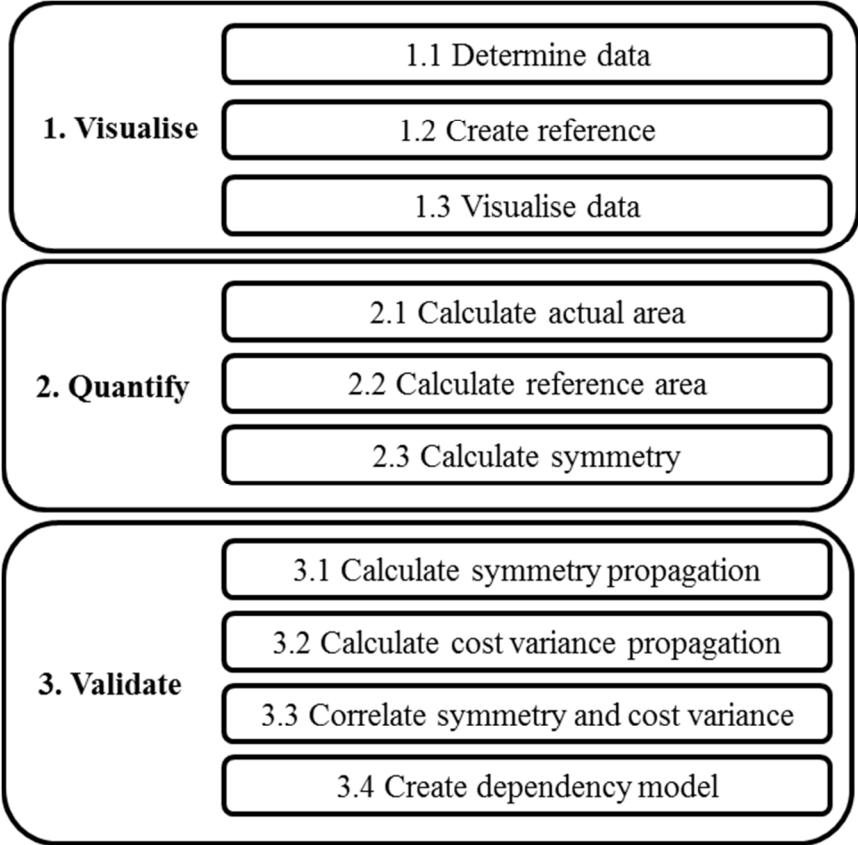 1. Visualise
1.1 Determine data
1.2 Create reference
1.3 Visualise data
2. Quantify
2.1 Calculate actual area
2.2 Calculate reference area
2.3 Calculate symmetry
3. Validate
3.1 Calculate symmetry propagation
3.2 Calculate cost variance propagation
3.3 Correlate symmetry and cost variance
3.4 Create dependency model